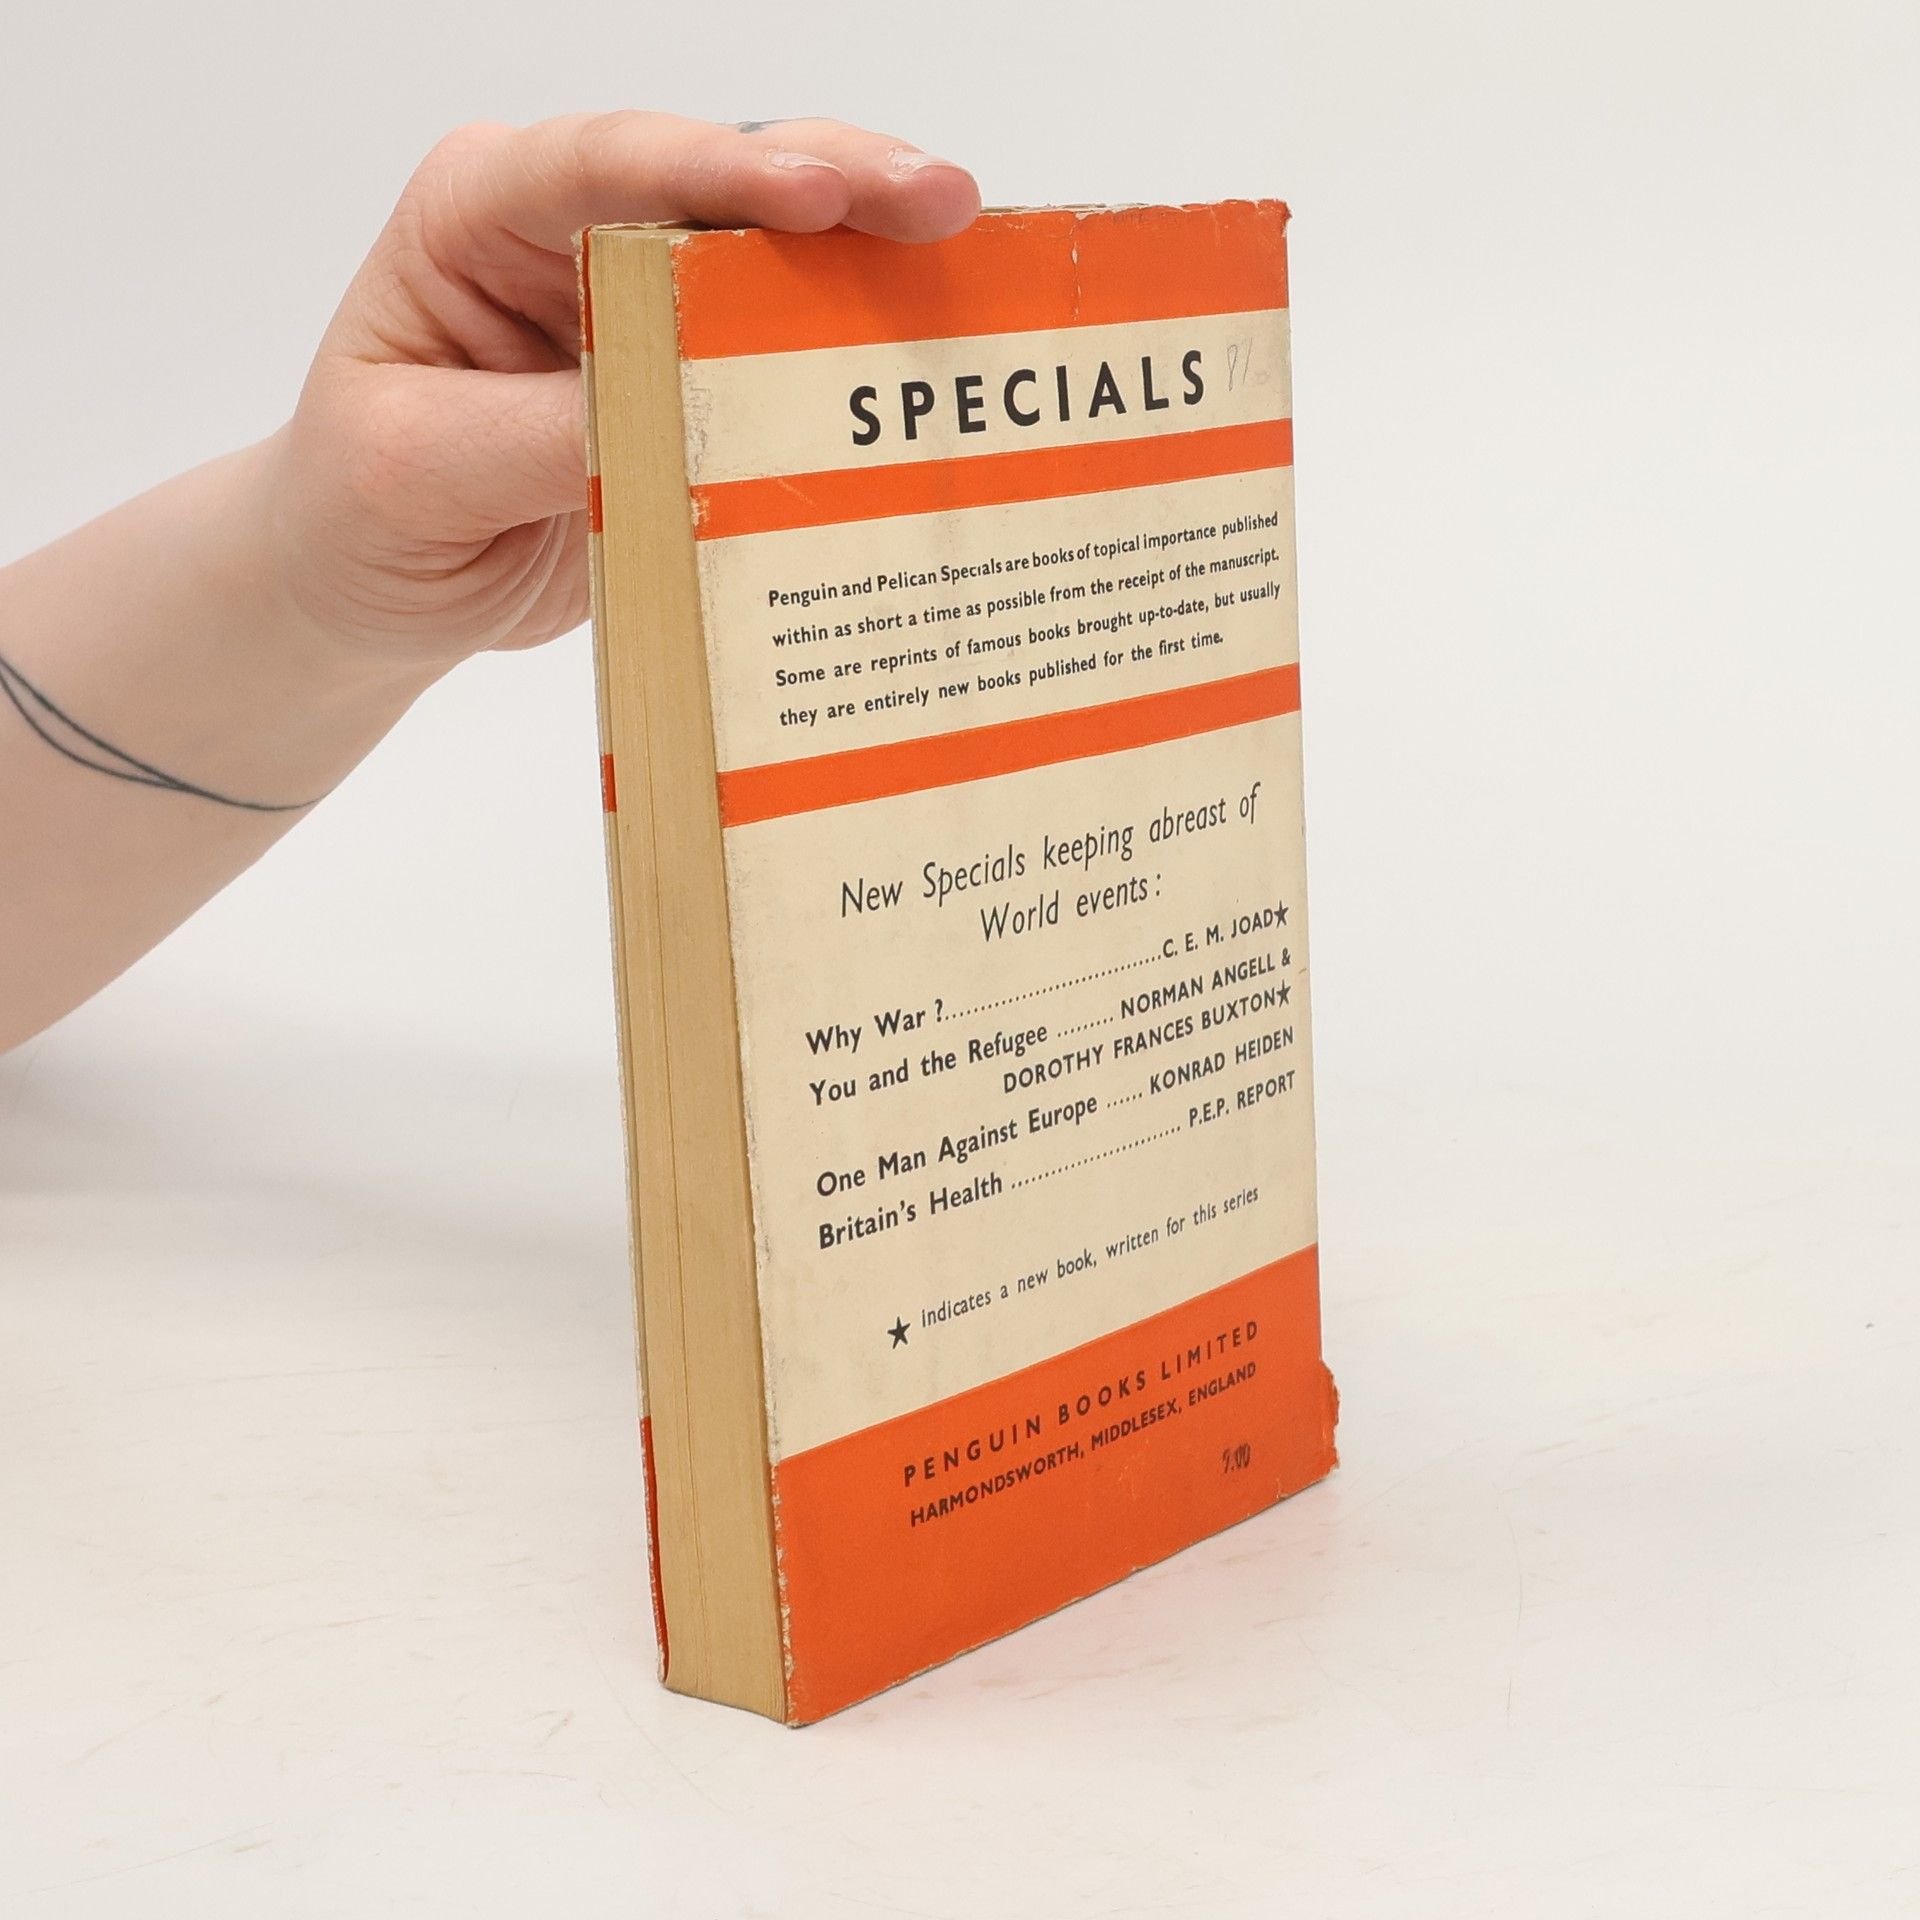 SPECIALS
Penguin and Pelican Specials are books of topical importance published
within as short a time as possible from the receipt of the manuscript.
Some are reprints of famous books brought up-to-date, but usually
they are entirely new books published for the first time.
New Specials keeping abreast of
World events :
Why War ?..............................C. E. M. JOAD★
You and the Refugee ......... NORMAN ANGELL &
DOROTHY FRANCES BUXTON★
One Man Against Europe ...... KONRAD HEIDEN
Britain's Health ........................... P.E.P. REPORT
★ indicates a new book, written for this series
PENGUIN BOOKS LIMITED
HARMONDSWORTH, MIDDLESEX, ENGLAND